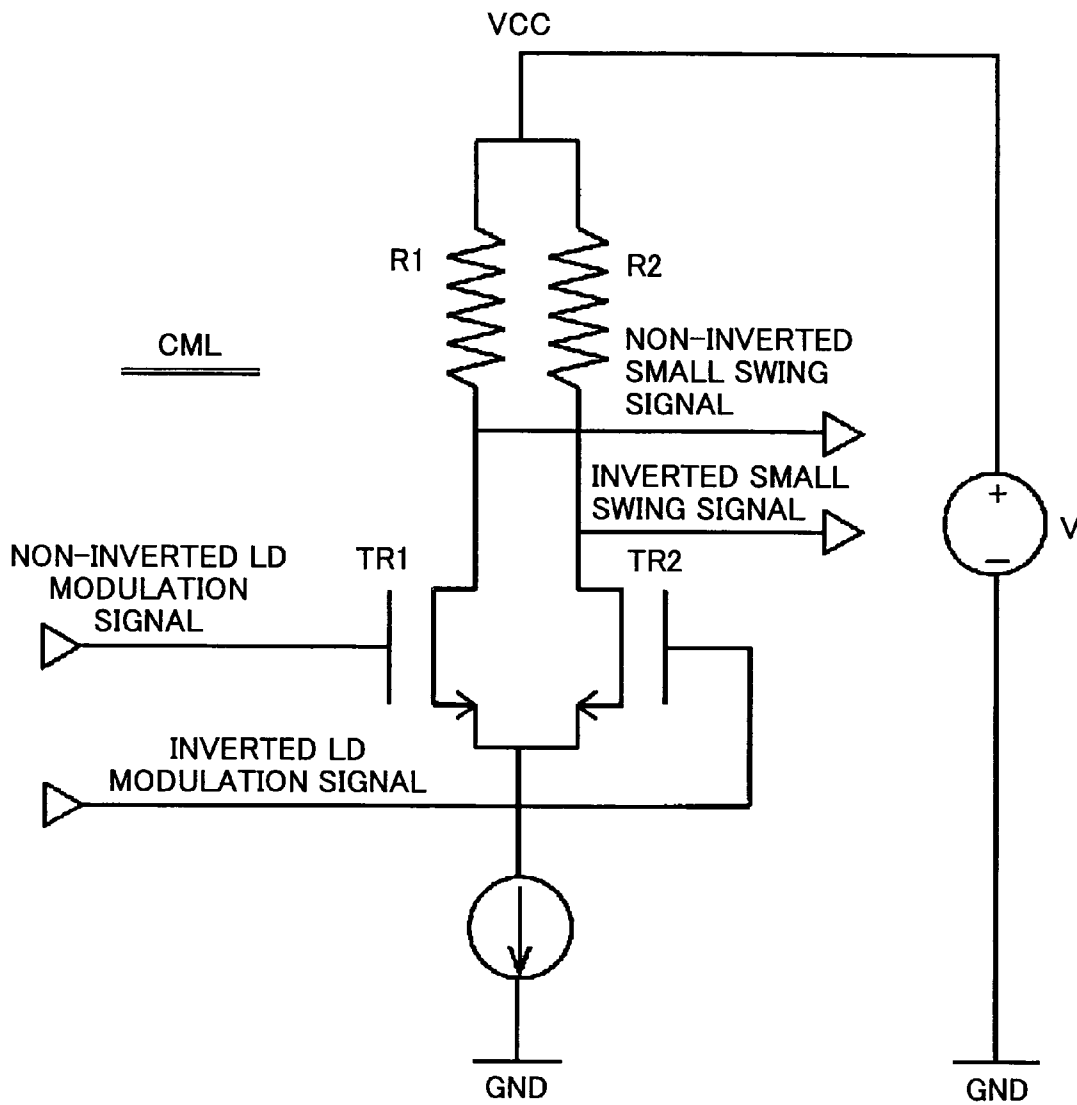 VCC
R1
R2
CML
NON-INVERTED
SMALL SWING
SIGNAL
INVERTED SMALL
SWING SIGNAL
+
−
V
NON-INVERTED LD
MODULATION
SIGNAL
TR1
TR2
INVERTED LD
MODULATION SIGNAL
GND
GND